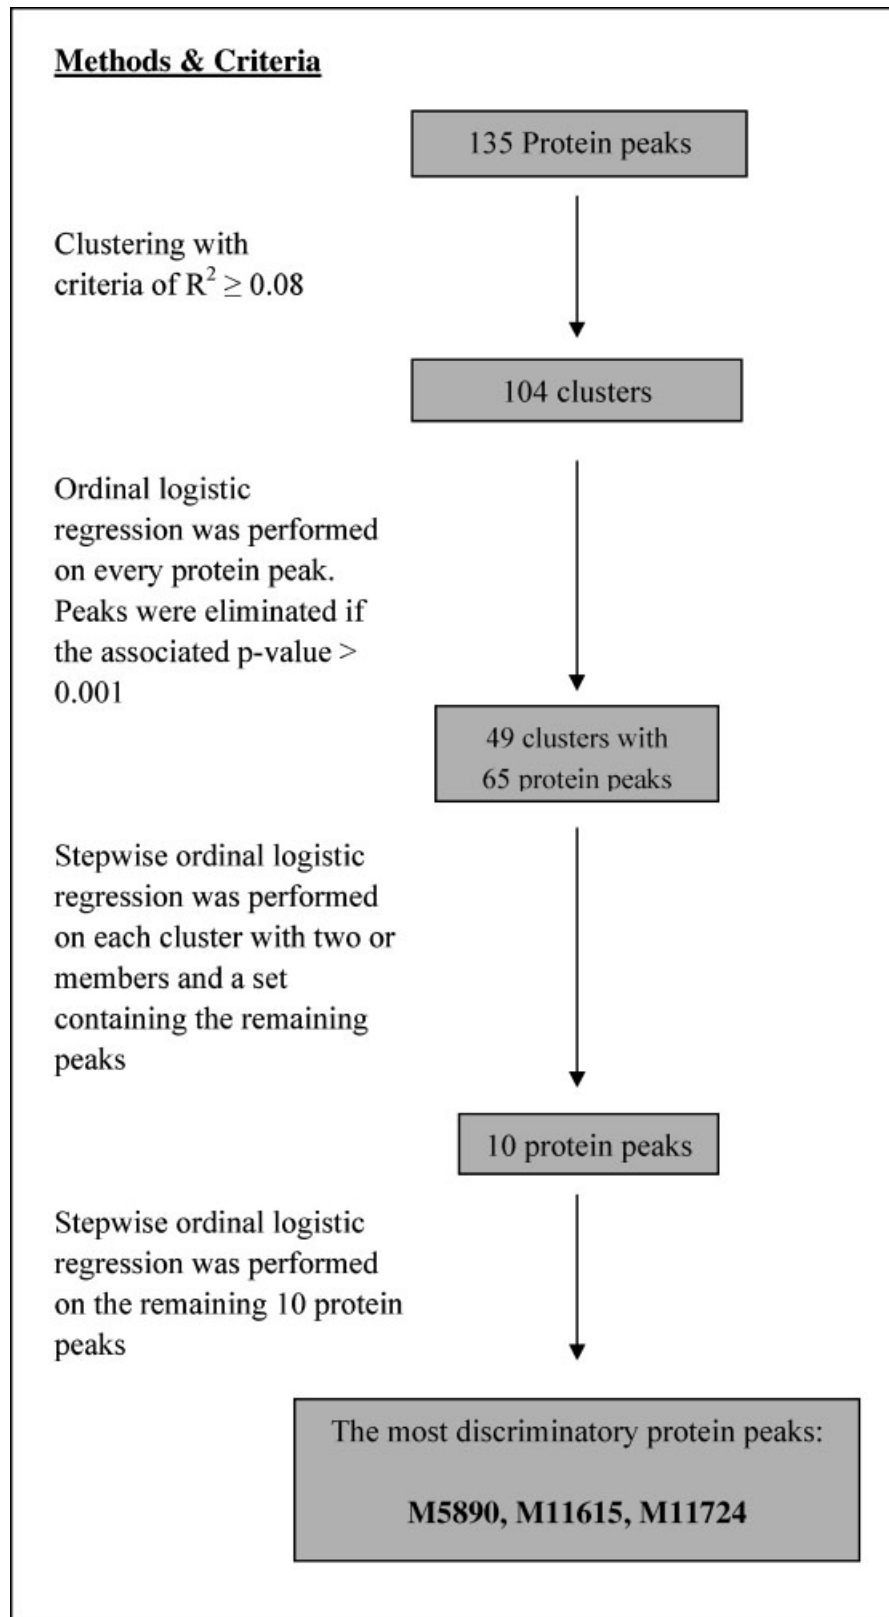 Methods & Criteria
135 Protein peaks
Clustering with
criteria of R² ≥ 0.08
104 clusters
Ordinal logistic
regression was performed
on every protein peak.
Peaks were eliminated if
the associated p-value >
0.001
49 clusters with
65 protein peaks
Stepwise ordinal logistic
regression was performed
on each cluster with two or
members and a set
containing the remaining
peaks
10 protein peaks
Stepwise ordinal logistic
regression was performed
on the remaining 10 protein
peaks
The most discriminatory protein peaks:
M5890, M11615, M11724